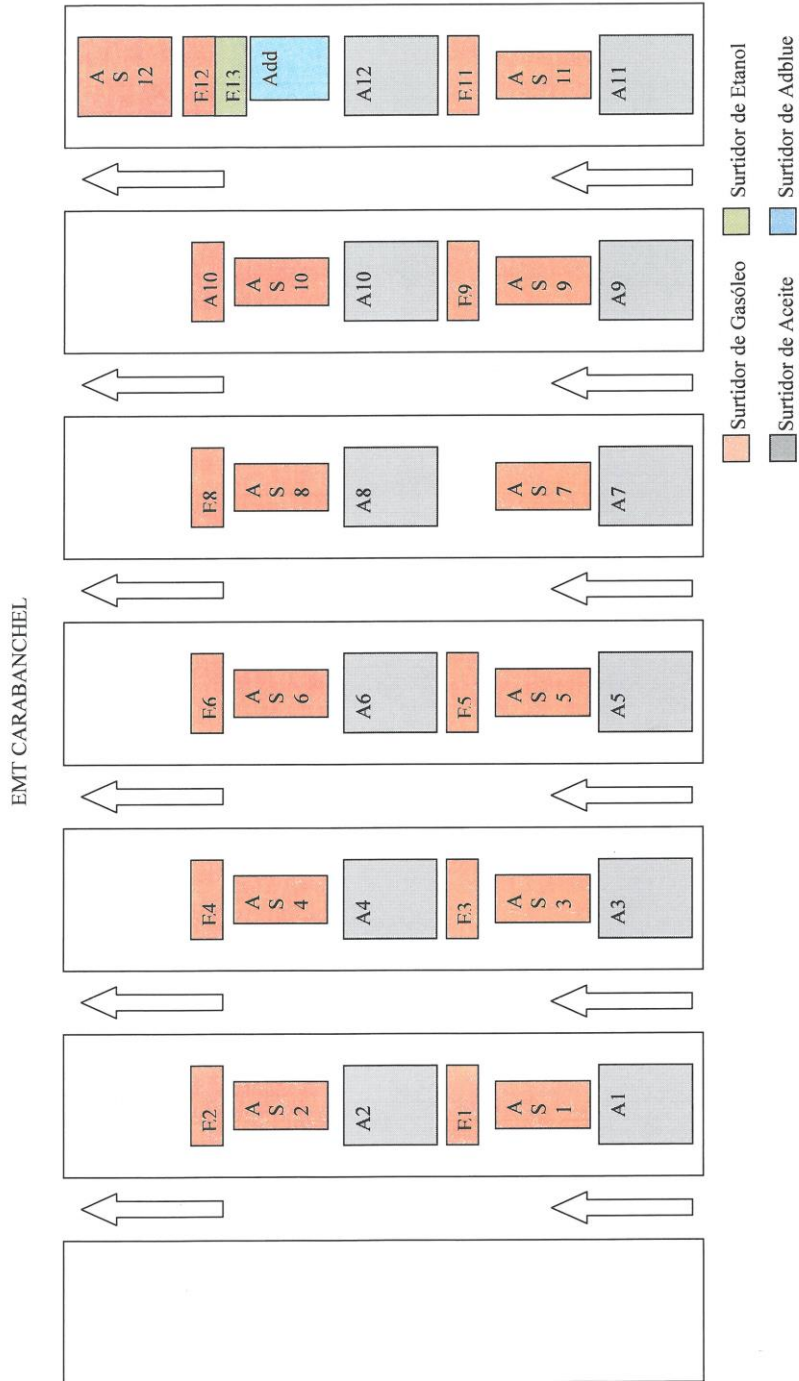 EMT CARABANCHEL
F.2
A
S
2
A2
F.1
A
S
1
A1
F.4
A
S
4
A4
F.3
A
S
3
A3
F.6
A
S
6
A6
F.5
A
S
5
A5
F.8
A
S
8
A8
A
S
7
A7
A10
A
S
10
A10
F.9
A
S
9
A9
A
S
12
F.12
F.13
Add
A12
F.11
A
S
11
A11
Surtidor de Gasóleo
Surtidor de Etanol
Surtidor de Aceite
Surtidor de Adblue